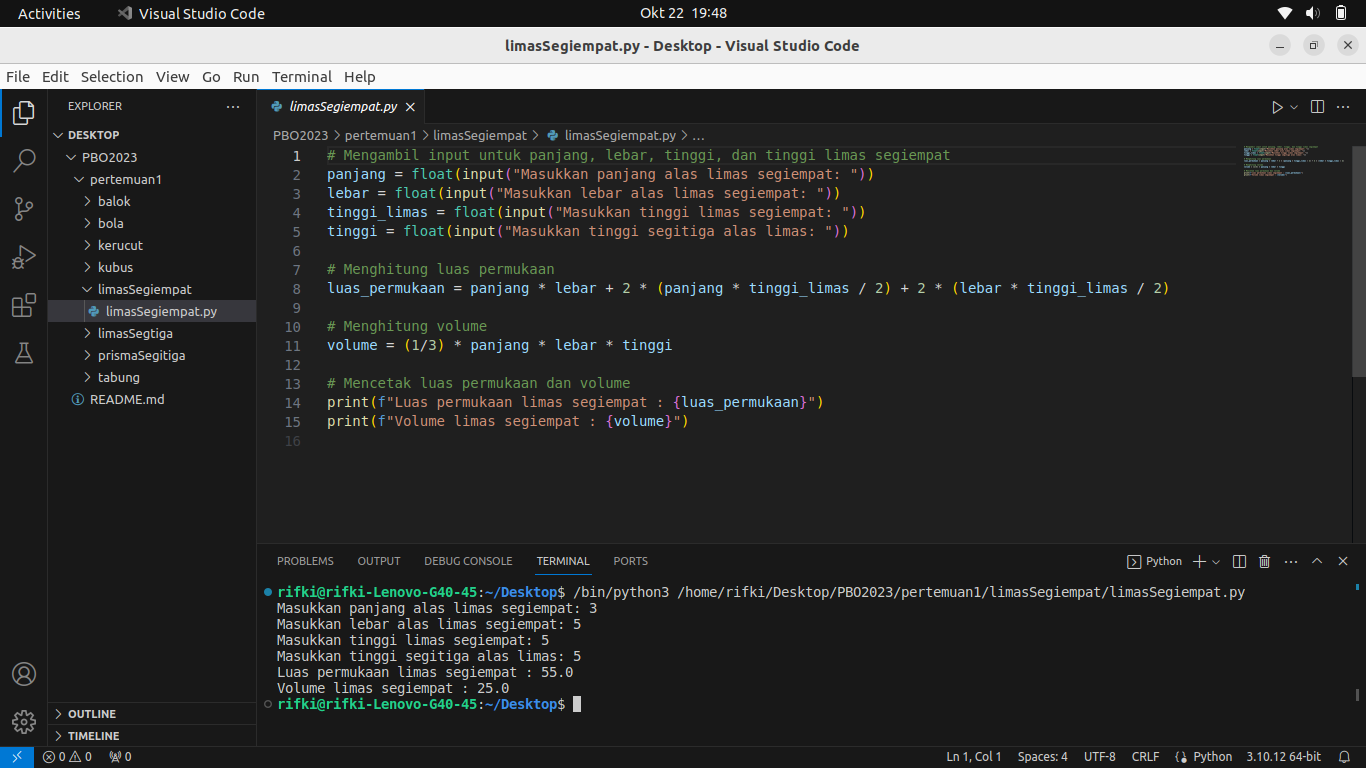 Activities
Visual Studio Code
Okt 22 19:48
limasSegiempat.py - Desktop - Visual Studio Code
File Edit Selection View Go Run Terminal Help
EXPLORER
DESKTOP
PBO2023
pertemuan1
balok
bola
kerucut
kubus
limasSegiempat
limasSegiempat.py
limasSegtiga
prismaSegitiga
tabung
README.md
OUTLINE
TIMELINE
limasSegiempat.py
PBO2023 > pertemuan1 > limasSegiempat > limasSegiempat.py > ...
1 # Mengambil input untuk panjang, lebar, tinggi, dan tinggi limas segiempat
2 panjang = float(input("Masukkan panjang alas limas segiempat: "))
3 lebar = float(input("Masukkan lebar alas limas segiempat: "))
4 tinggi_limas = float(input("Masukkan tinggi limas segiempat: "))
5 tinggi = float(input("Masukkan tinggi segitiga alas limas: "))
6
7 # Menghitung luas permukaan
8 luas_permukaan = panjang * lebar + 2 * (panjang * tinggi_limas / 2) + 2 * (lebar * tinggi_limas / 2)
9
10 # Menghitung volume
11 volume = (1/3) * panjang * lebar * tinggi
12
13 # Mencetak luas permukaan dan volume
14 print(f"Luas permukaan limas segiempat : {luas_permukaan}")
15 print(f"Volume limas segiempat : {volume}")
16
PROBLEMS OUTPUT DEBUG CONSOLE TERMINAL PORTS
Python
rifki@rifki-Lenovo-G40-45:~/Desktop$ /bin/python3 /home/rifki/Desktop/PBO2023/pertemuan1/limasSegiempat/limasSegiempat.py
Masukkan panjang alas limas segiempat: 3
Masukkan lebar alas limas segiempat: 5
Masukkan tinggi limas segiempat: 5
Masukkan tinggi segitiga alas limas: 5
Luas permukaan limas segiempat : 55.0
Volume limas segiempat : 25.0
rifki@rifki-Lenovo-G40-45:~/Desktop$
0 0 0
Ln 1, Col 1 Spaces: 4 UTF-8 CRLF Python 3.10.12 64-bit